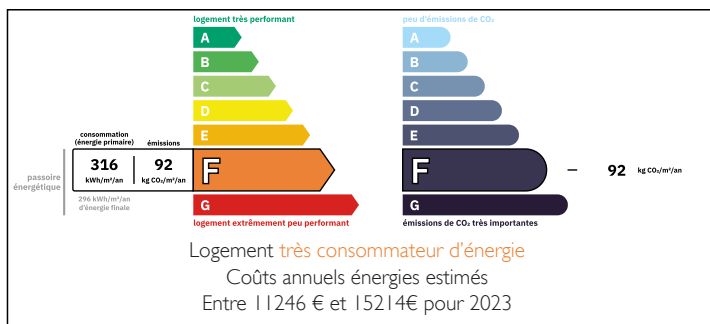 logement très performant
A
B
C
D
E
consommation
(énergie primaire)
émissions
316
kWh/m²/an
92
kg CO₂/m²/an
F
passoire
énergétique
296 kWh/m²/an
d'énergie finale
G
logement extrêmement peu performant
peu d'émissions de CO₂
A
B
C
D
E
F
92 kg CO₂/m²/an
G
émissions de CO₂ très importantes
Logement très consommateur d'énergie
Coûts annuels énergies estimés
Entre 11246 € et 15214€ pour 2023